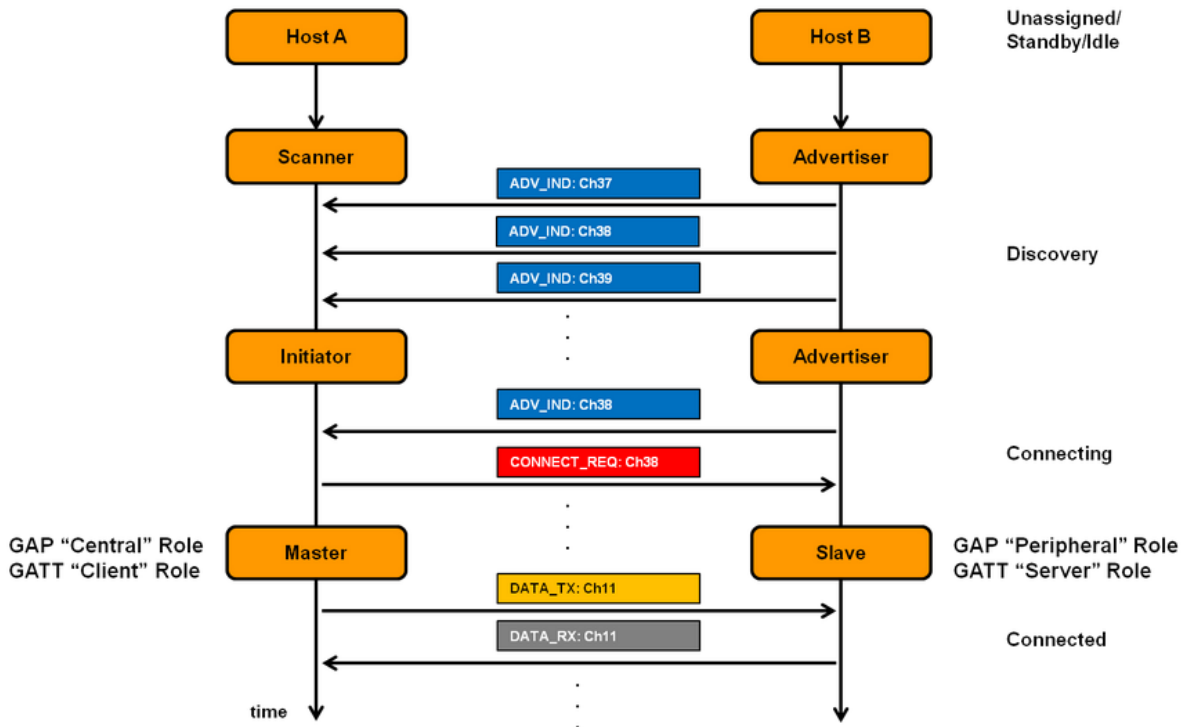 Host A
Host B
Unassigned/
Standby/Idle
Scanner
Advertiser
ADV_IND: Ch37
ADV_IND: Ch38
Discovery
ADV_IND: Ch39
Initiator
Advertiser
ADV_IND: Ch38
CONNECT_REQ: Ch38
Connecting
GAP “Central” Role
GATT “Client” Role
Master
Slave
GAP “Peripheral” Role
GATT “Server” Role
DATA_TX: Ch11
DATA_RX: Ch11
Connected
time